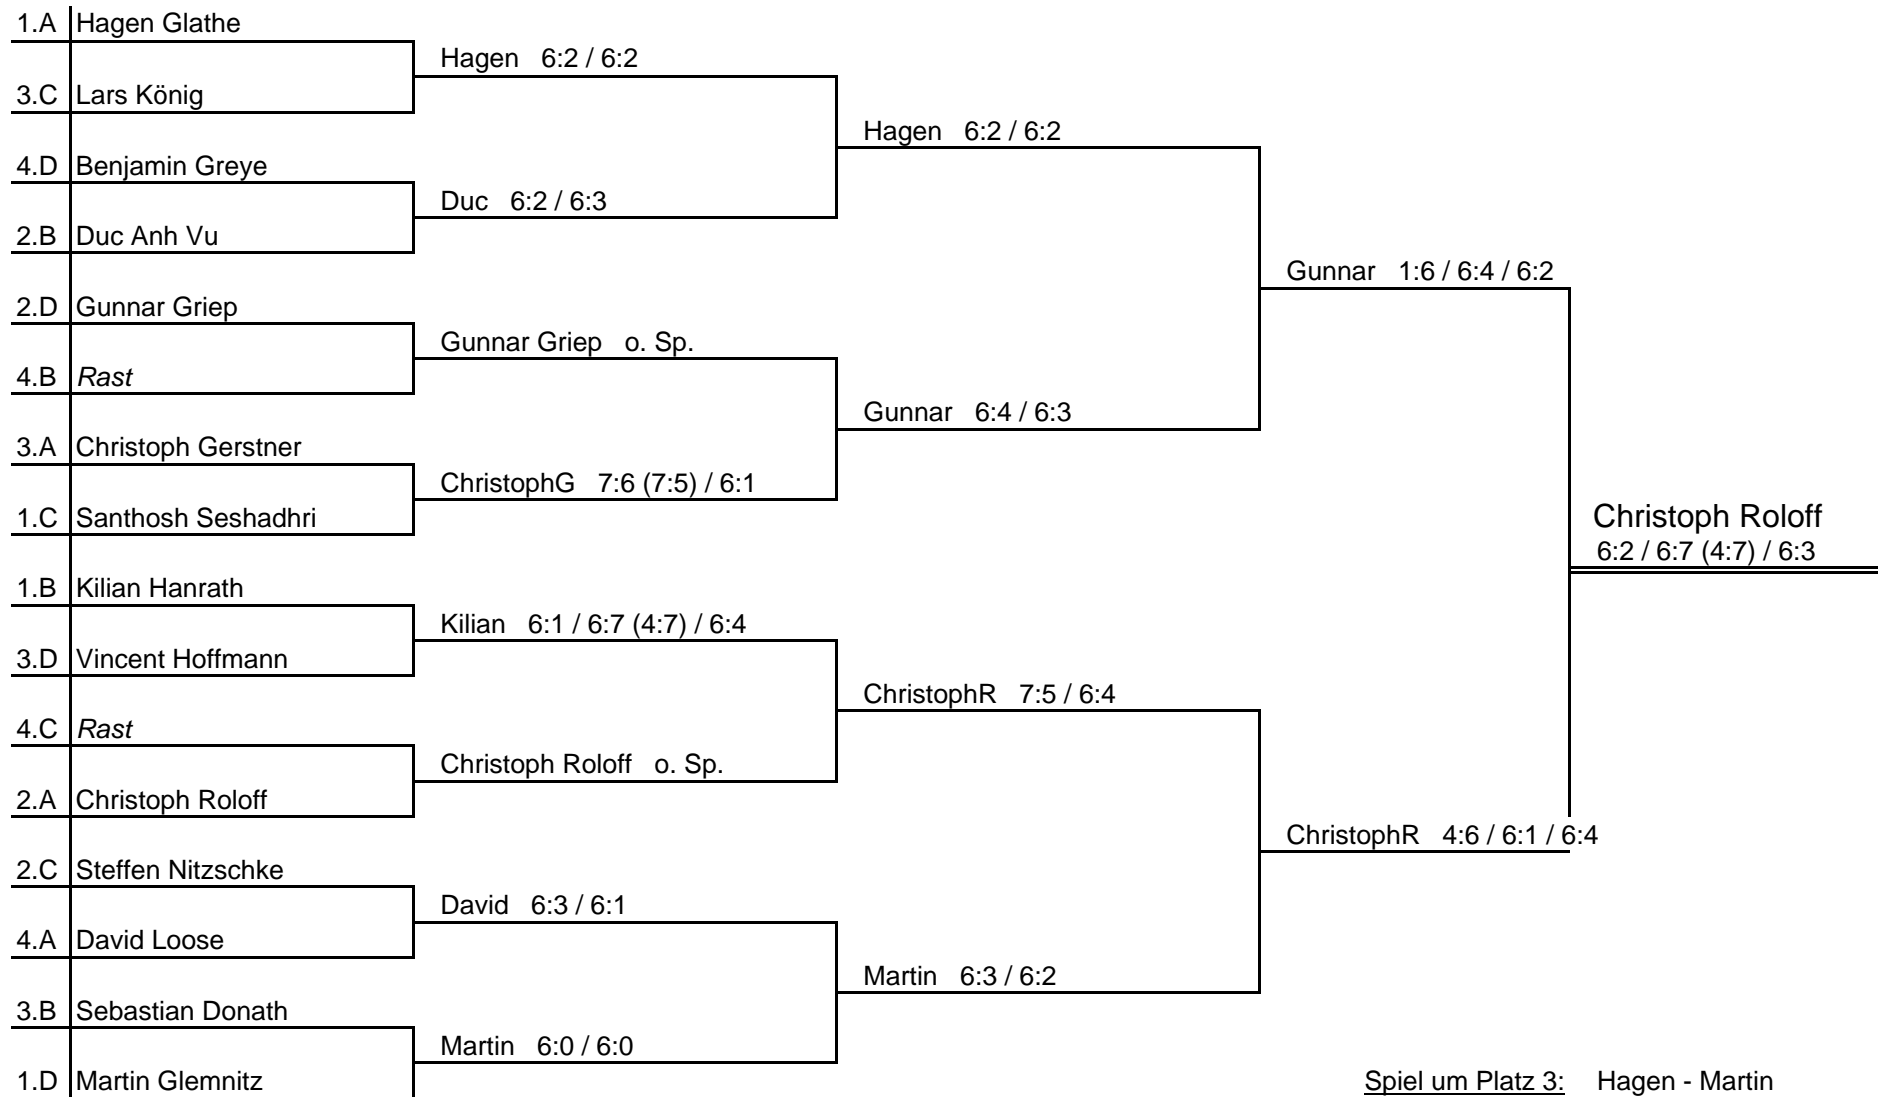 1.A Hagen Glathe
Hagen 6:2 / 6:2
3.C Lars König
Hagen 6:2 / 6:2
4.D Benjamin Greye
Duc 6:2 / 6:3
2.B Duc Anh Vu
Gunnar 1:6 / 6:4 / 6:2
2.D Gunnar Griep
Gunnar Griep o. Sp.
4.B Rast
Gunnar 6:4 / 6:3
3.A Christoph Gerstner
ChristophG 7:6 (7:5) / 6:1
1.C Santhosh Seshadhri
Christoph Roloff
6:2 / 6:7 (4:7) / 6:3
1.B Kilian Hanrath
Kilian 6:1 / 6:7 (4:7) / 6:4
3.D Vincent Hoffmann
ChristophR 7:5 / 6:4
4.C Rast
Christoph Roloff o. Sp.
2.A Christoph Roloff
ChristophR 4:6 / 6:1 / 6:4
2.C Steffen Nitzschke
David 6:3 / 6:1
4.A David Loose
Martin 6:3 / 6:2
3.B Sebastian Donath
Martin 6:0 / 6:0
1.D Martin Glemnitz
Spiel um Platz 3: Hagen - Martin